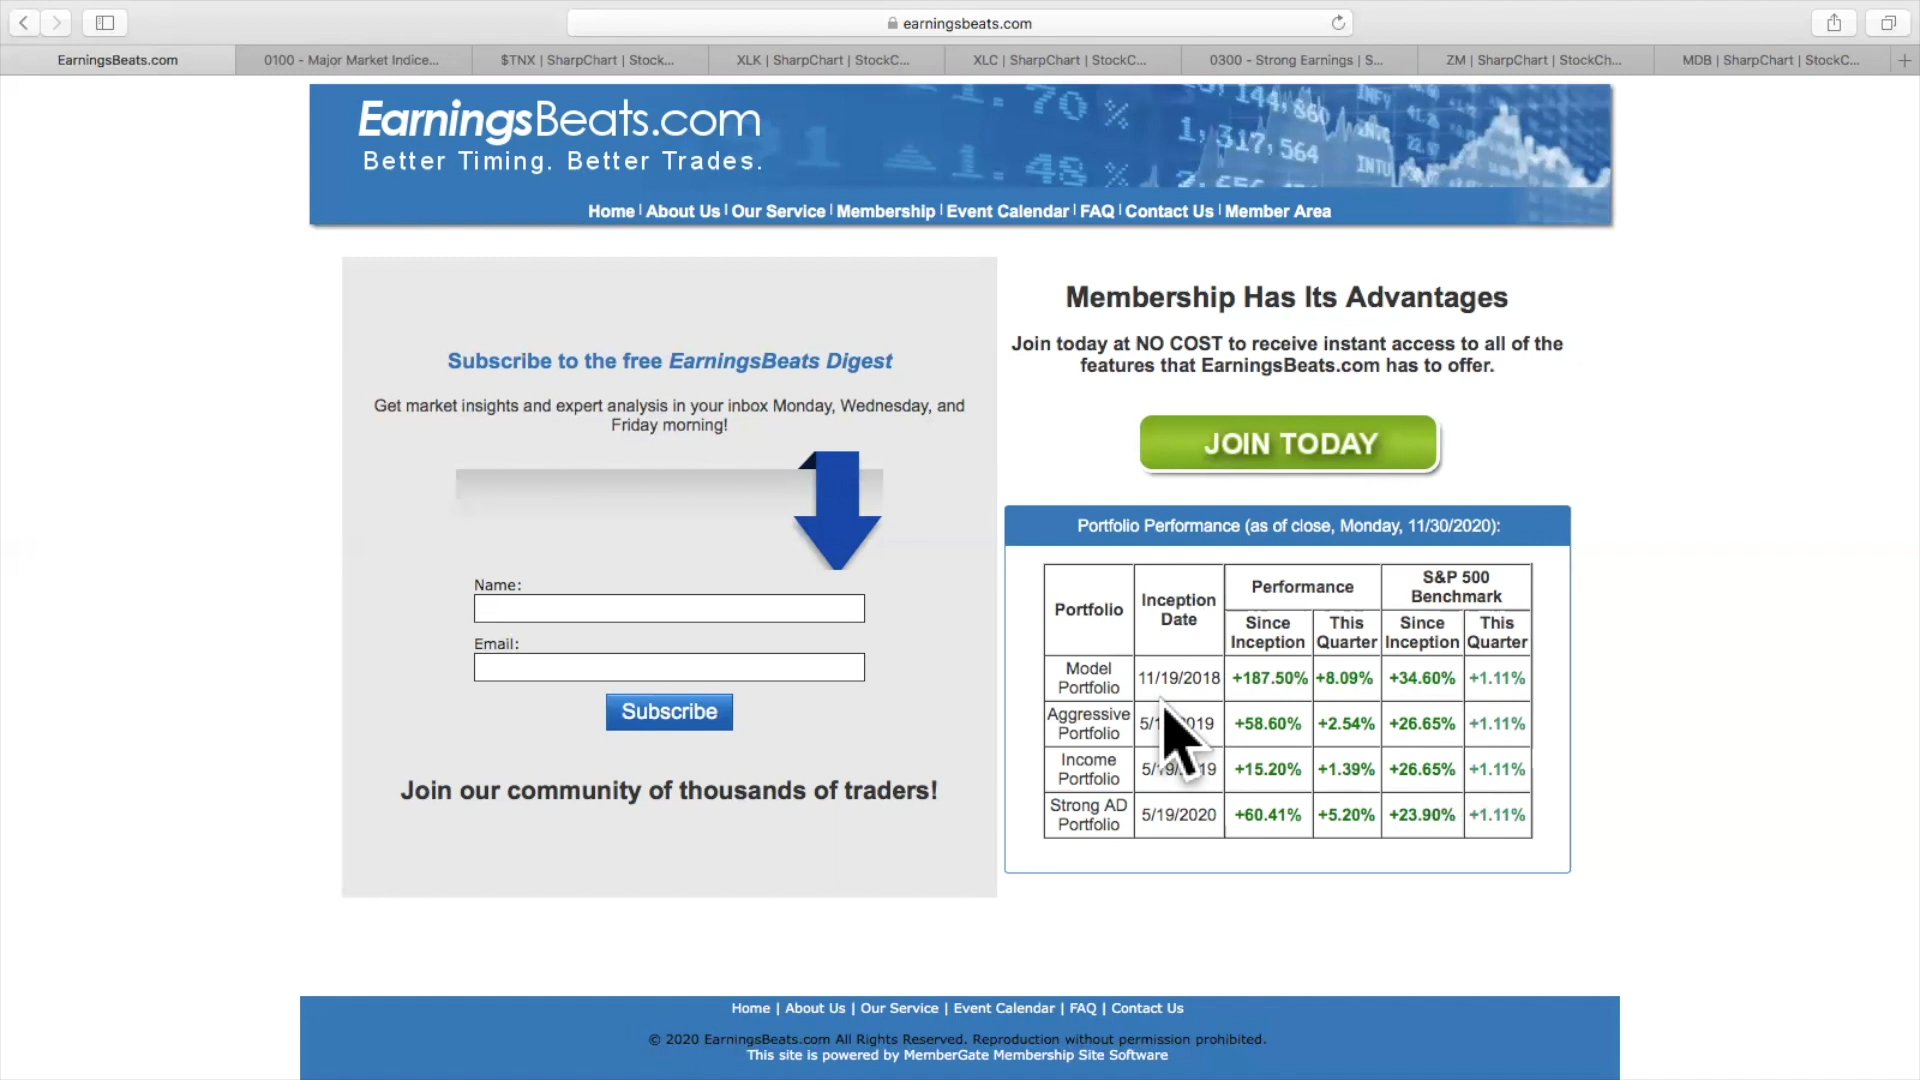 earningsbeats.com
EarningsBeats.com
0100 - Major Market Indice...
$TNX | SharpChart | Stock...
XLK | SharpChart | StockC...
XLC | SharpChart | StockC...
0300 - Strong Earnings | S...
ZM | SharpChart | StockCh...
MDB | SharpChart | StockC...
EarningsBeats.com
Better Timing. Better Trades.
1.70 %
1.48 %
144,860
1,317,564
INTU
Home | About Us | Our Service | Membership | Event Calendar | FAQ | Contact Us | Member Area
Subscribe to the free EarningsBeats Digest
Get market insights and expert analysis in your inbox Monday, Wednesday, and
Friday morning!
Name:
Email:
Subscribe
Join our community of thousands of traders!
Membership Has Its Advantages
Join today at NO COST to receive instant access to all of the
features that EarningsBeats.com has to offer.
JOIN TODAY
Portfolio Performance (as of close, Monday, 11/30/2020):
Portfolio
Inception
Date
Performance
S&P 500
Benchmark
Since
Inception
This
Quarter
Since
Inception
This
Quarter
Model
Portfolio
11/19/2018
+187.50%
+8.09%
+34.60%
+1.11%
Aggressive
Portfolio
+58.60%
+2.54%
+26.65%
+1.11%
Income
Portfolio
+15.20%
+1.39%
+26.65%
+1.11%
Strong AD
Portfolio
5/19/2020
+60.41%
+5.20%
+23.90%
+1.11%
Home | About Us | Our Service | Event Calendar | FAQ | Contact Us
© 2020 EarningsBeats.com All Rights Reserved. Reproduction without permission prohibited.
This site is powered by MemberGate Membership Site Software